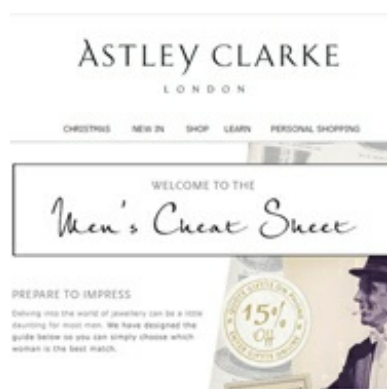 ASTLEY CLARKE
LONDON
CHRISTMAS NEW IN SHOP LEARN PERSONAL SHOPPING
WELCOME TO THE
Men's Cheat Sheet
PREPARE TO IMPRESS
Delving into the world of jewellery can be a little
daunting for most men. We have designed the
guide below so you can simply choose which
woman is the best match.
15%
Off